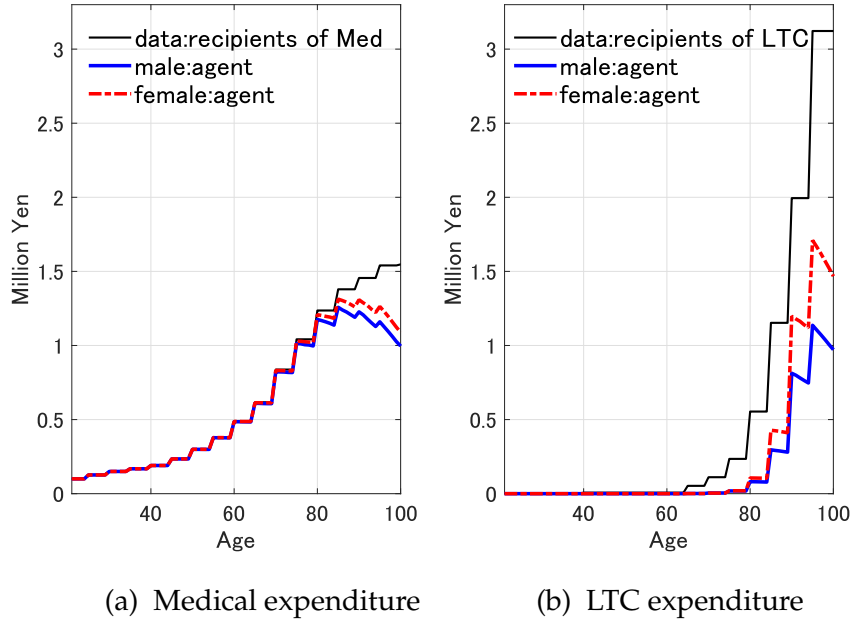 data:recipients of Med
male:agent
female:agent
3
2.5
2
1.5
1
0.5
0
Million Yen
40
60
80
100
Age
(a) Medical expenditure
data:recipients of LTC
male:agent
female:agent
3
2.5
2
1.5
1
0.5
0
Million Yen
40
60
80
100
Age
(b) LTC expenditure